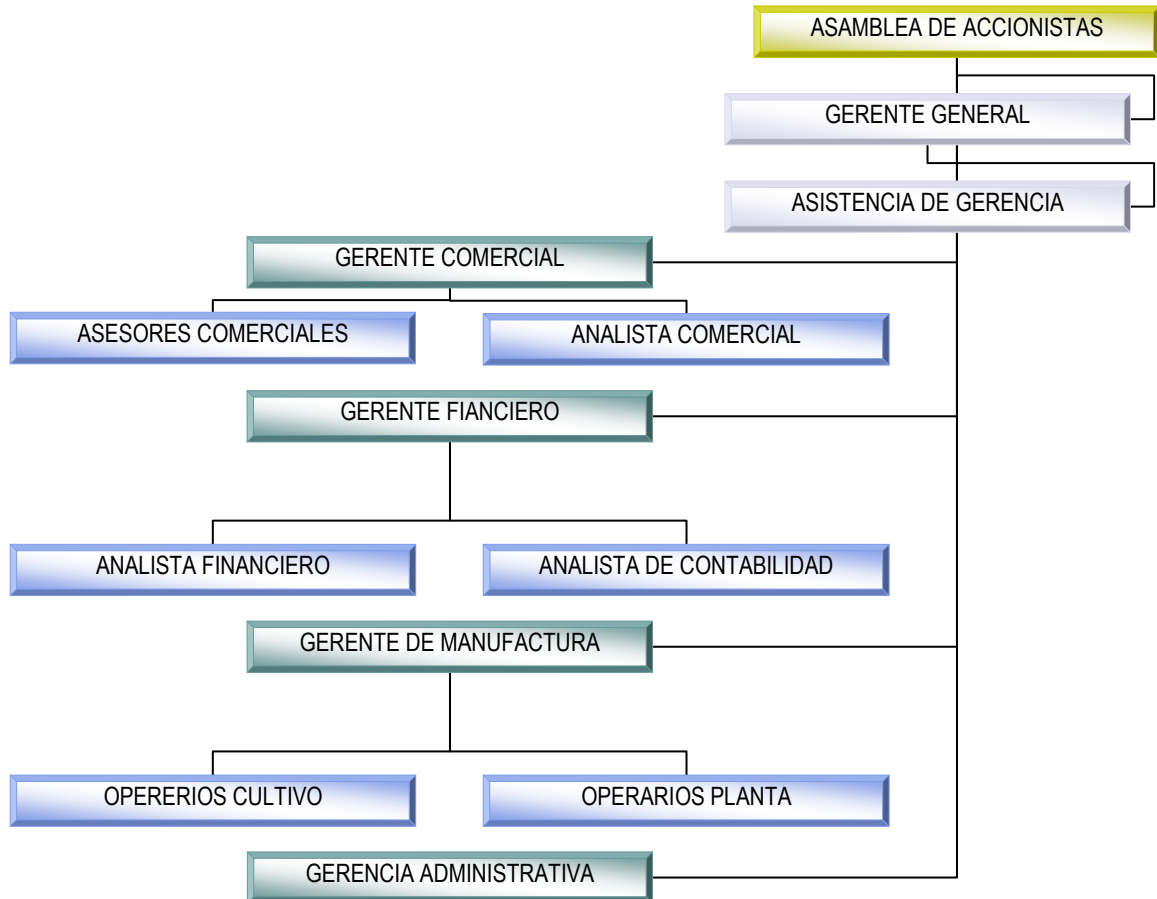 ASAMBLEA DE ACCIONISTAS
GERENTE GENERAL
ASISTENCIA DE GERENCIA
GERENTE COMERCIAL
ASESORES COMERCIALES
ANALISTA COMERCIAL
GERENTE FIANCIERO
ANALISTA FINANCIERO
ANALISTA DE CONTABILIDAD
GERENTE DE MANUFACTURA
OPERERIOS CULTIVO
OPERARIOS PLANTA
GERENCIA ADMINISTRATIVA